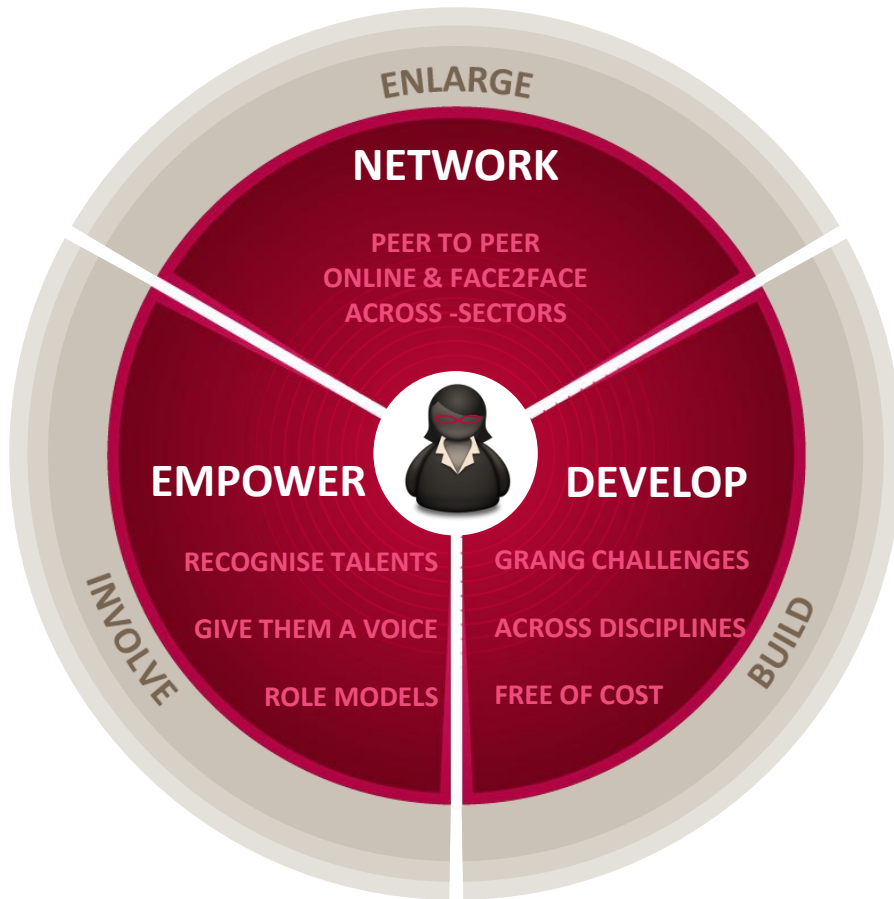 ENLARGE
NETWORK
PEER TO PEER
ONLINE & FACE2FACE
ACROSS -SECTORS
EMPOWER
RECOGNISE TALENTS
GIVE THEM A VOICE
ROLE MODELS
INVOLVE
DEVELOP
GRANG CHALLENGES
ACROSS DISCIPLINES
FREE OF COST
BUILD